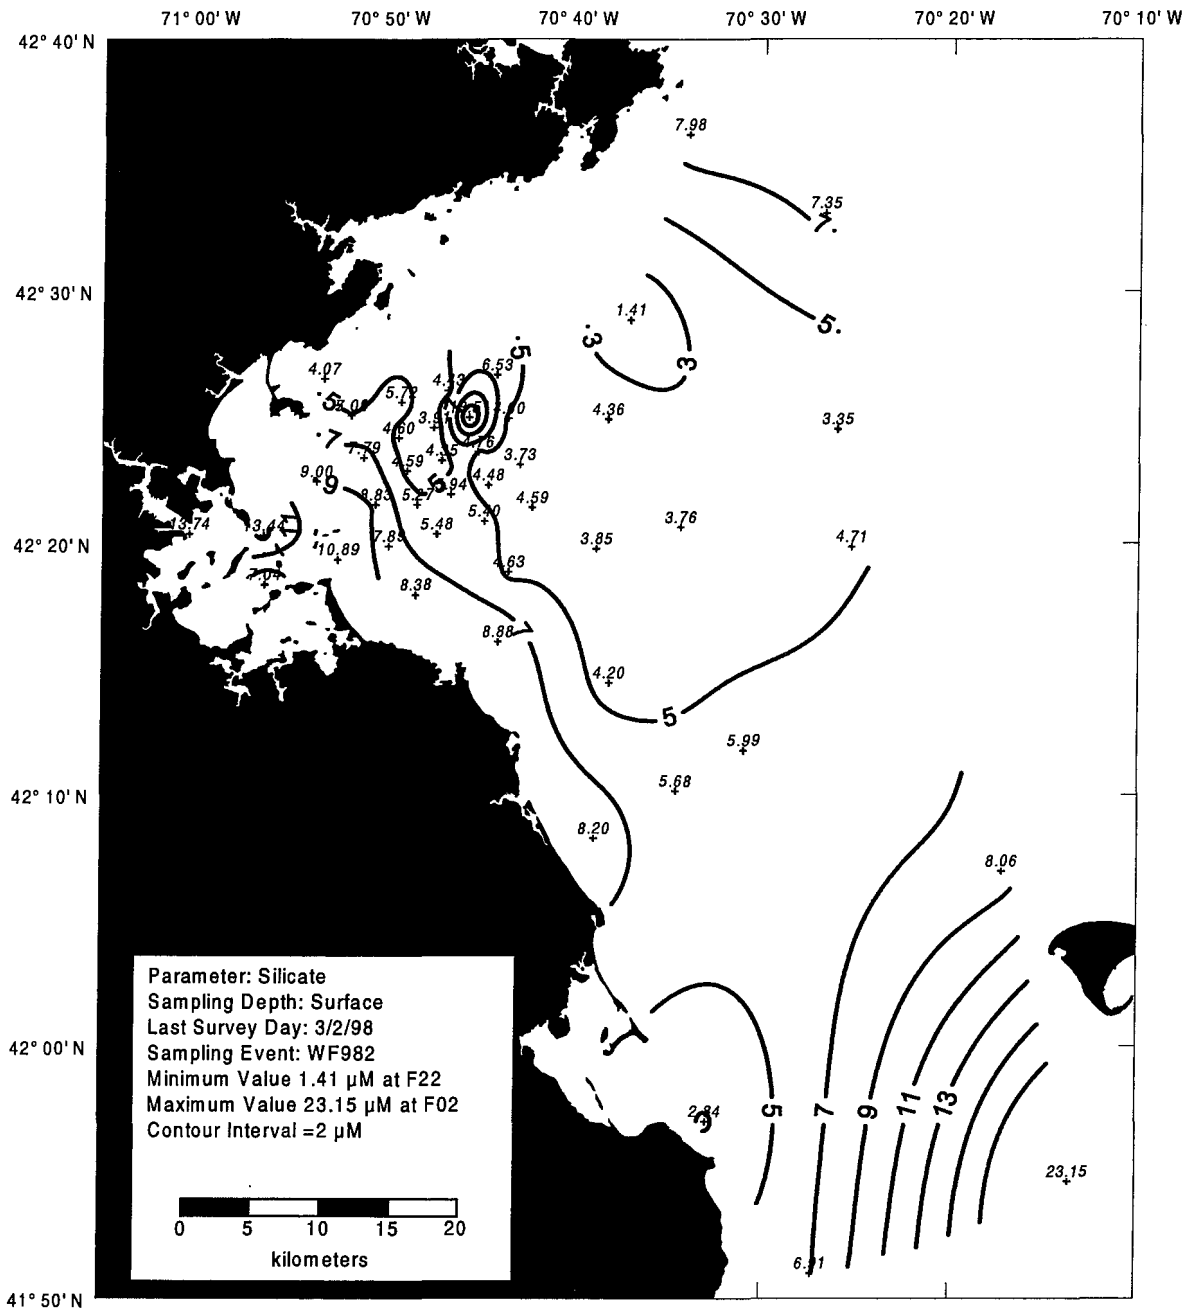 71° 00' W 70° 50' W 70° 40' W 70° 30' W 70° 20' W 70° 10' W
42° 40' N
7.98
7.35
7.
42° 30' N
5.
1.41
.3
3
.5
6.53
4.07
5.72
4.36
3.35
.5
4.60
.7
7.79
3.73
4.59
9.00
9
4.48
5
8.83
4.59
13.74
5.48
5.40
3.76
42° 20' N
10.89
7.85
3.85
4.71
4.63
8.38
8.88
7
4.20
5
5.99
5.68
42° 10' N
8.20
8.06
Parameter: Silicate
Sampling Depth: Surface
Last Survey Day: 3/2/98
Sampling Event: WF982
Minimum Value 1.41 µM at F22
Maximum Value 23.15 µM at F02
Contour Interval =2 µM
42° 00' N
5 7 9 11 13
2.84
23.15
0 5 10 15 20
kilometers
41° 50' N